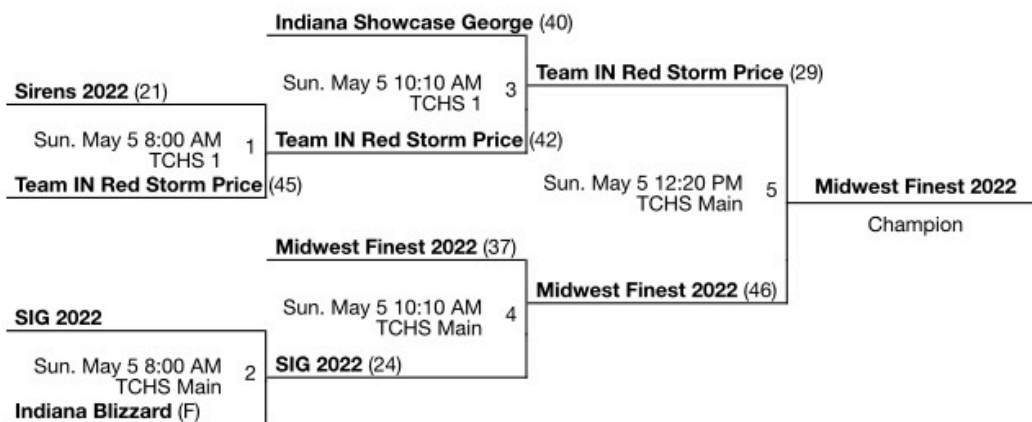 Indiana Showcase George (40)
Sun. May 5 10:10 AM
TCHS 1
3
Team IN Red Storm Price (29)
Sirens 2022 (21)
Sun. May 5 8:00 AM
TCHS 1
1
Team IN Red Storm Price (42)
Team IN Red Storm Price (45)
Sun. May 5 12:20 PM
TCHS Main
5
Midwest Finest 2022
Champion
Midwest Finest 2022 (37)
Sun. May 5 10:10 AM
TCHS Main
4
Midwest Finest 2022 (46)
SIG 2022
Sun. May 5 8:00 AM
TCHS Main
2
SIG 2022 (24)
Indiana Blizzard (F)